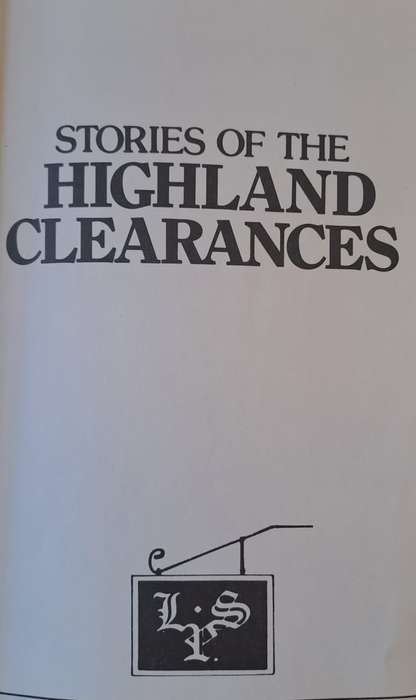 STORIES OF THE
HIGHLAND
CLEARANCES
L·S
P.